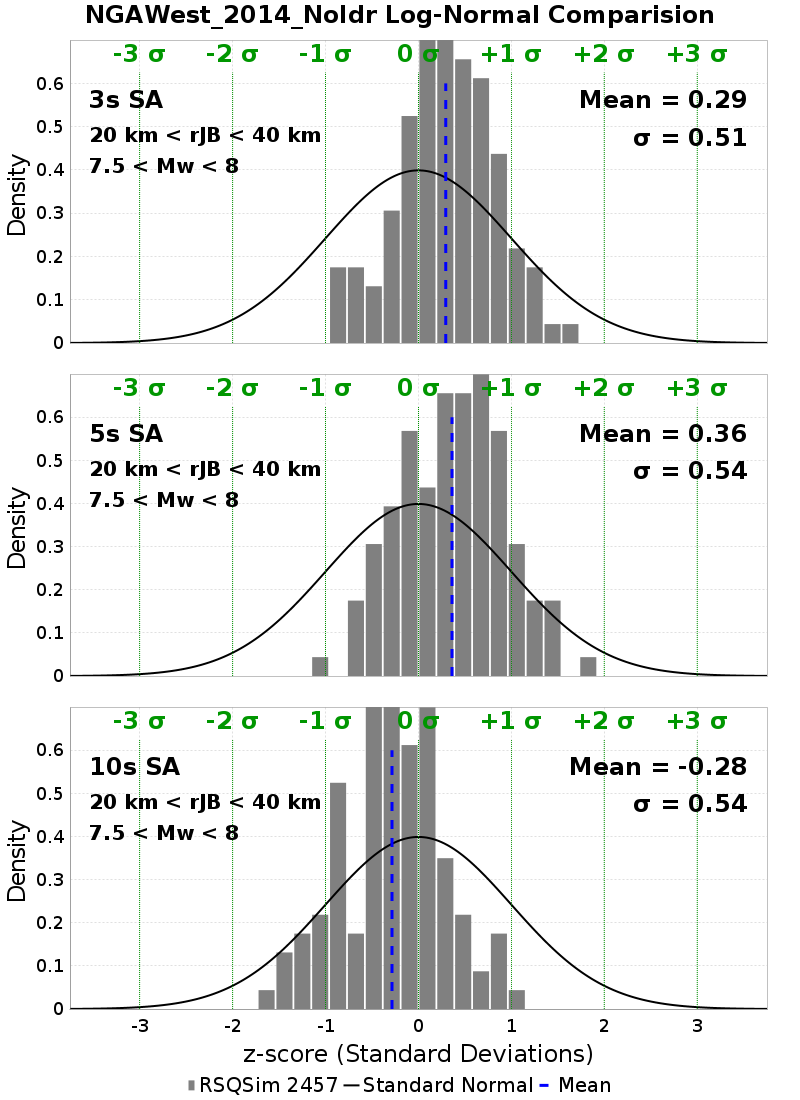 NGAWest_2014_NoIdr Log-Normal Comparision
-3 σ -2 σ -1 σ 0 σ +1 σ +2 σ +3 σ
0.6
3s SA Mean = 0.29
0.5
20 km < rJB < 40 km σ = 0.51
7.5 < Mw < 8
0.4
0.3
0.2
0.1
0
Density
-3 σ -2 σ -1 σ 0 σ +1 σ +2 σ +3 σ
0.6
5s SA Mean = 0.36
0.5
20 km < rJB < 40 km σ = 0.54
7.5 < Mw < 8
0.4
0.3
0.2
0.1
0
Density
-3 σ -2 σ -1 σ 0 σ +1 σ +2 σ +3 σ
0.6
10s SA Mean = -0.28
0.5
20 km < rJB < 40 km σ = 0.54
7.5 < Mw < 8
0.4
0.3
0.2
0.1
0
Density
-3 -2 -1 0 1 2 3
z-score (Standard Deviations)
RSQSim 2457 Standard Normal Mean